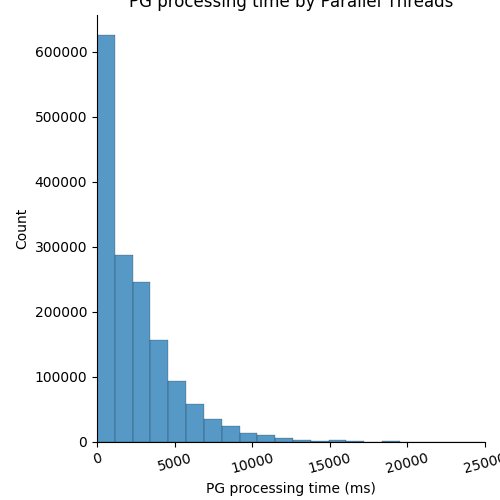 PG processing time by Parallel Threads
600000
500000
400000
300000
200000
100000
0
Count
0 5000 10000 15000 20000 25000
PG processing time (ms)